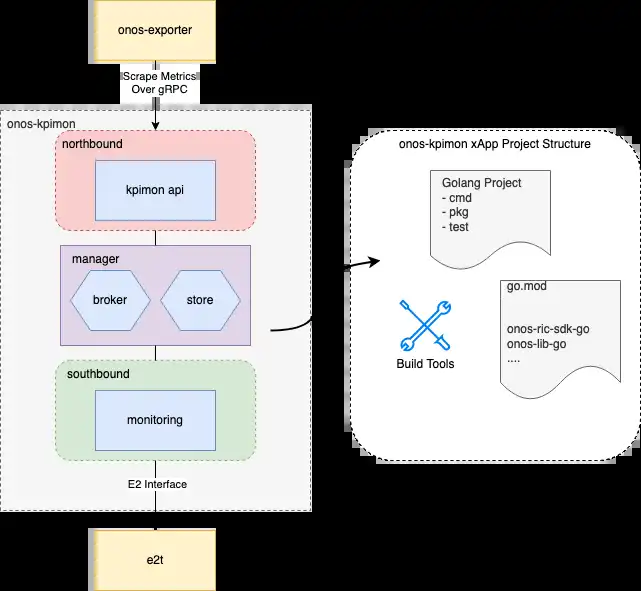 onos-exporter
Scrape Metrics
Over gRPC
onos-kpimon
northbound
kpimon api
manager
broker
store
southbound
monitoring
E2 Interface
e2t
onos-kpimon xApp Project Structure
Golang Project
- cmd
- pkg
- test
Build Tools
go.mod
onos-ric-sdk-go
onos-lib-go
....